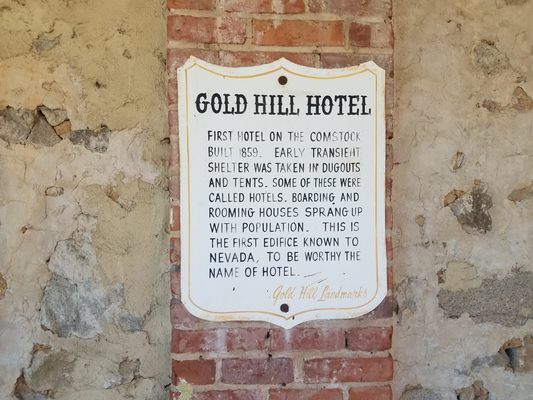 GOLD HILL HOTEL
FIRST HOTEL ON THE COMSTOCK
BUILT 1859. EARLY TRANSIENT
SHELTER WAS TAKEN IN DUGOUTS
AND TENTS. SOME OF THESE WERE
CALLED HOTELS. BOARDING AND
ROOMING HOUSES SPRANG UP
WITH POPULATION. THIS IS
THE FIRST EDIFICE KNOWN TO
NEVADA, TO BE WORTHY THE
NAME OF HOTEL.
Gold Hill Landmarks